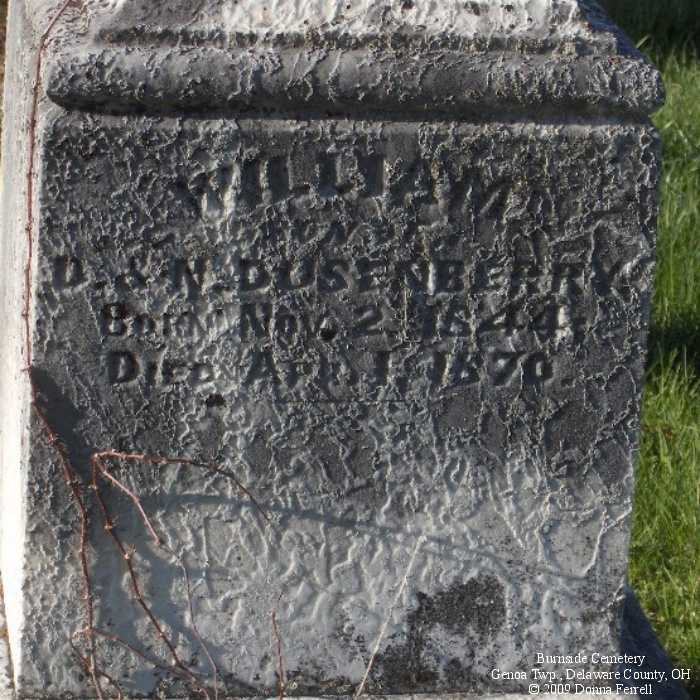 WILLIAM
SON OF
D. & N. DUSENBERRY
BORN NOV. 2, 1844;
DIED APR. 1, 1870.
Burnside Cemetery
Genoa Twp., Delaware County, OH
© 2009 Donna Ferrell